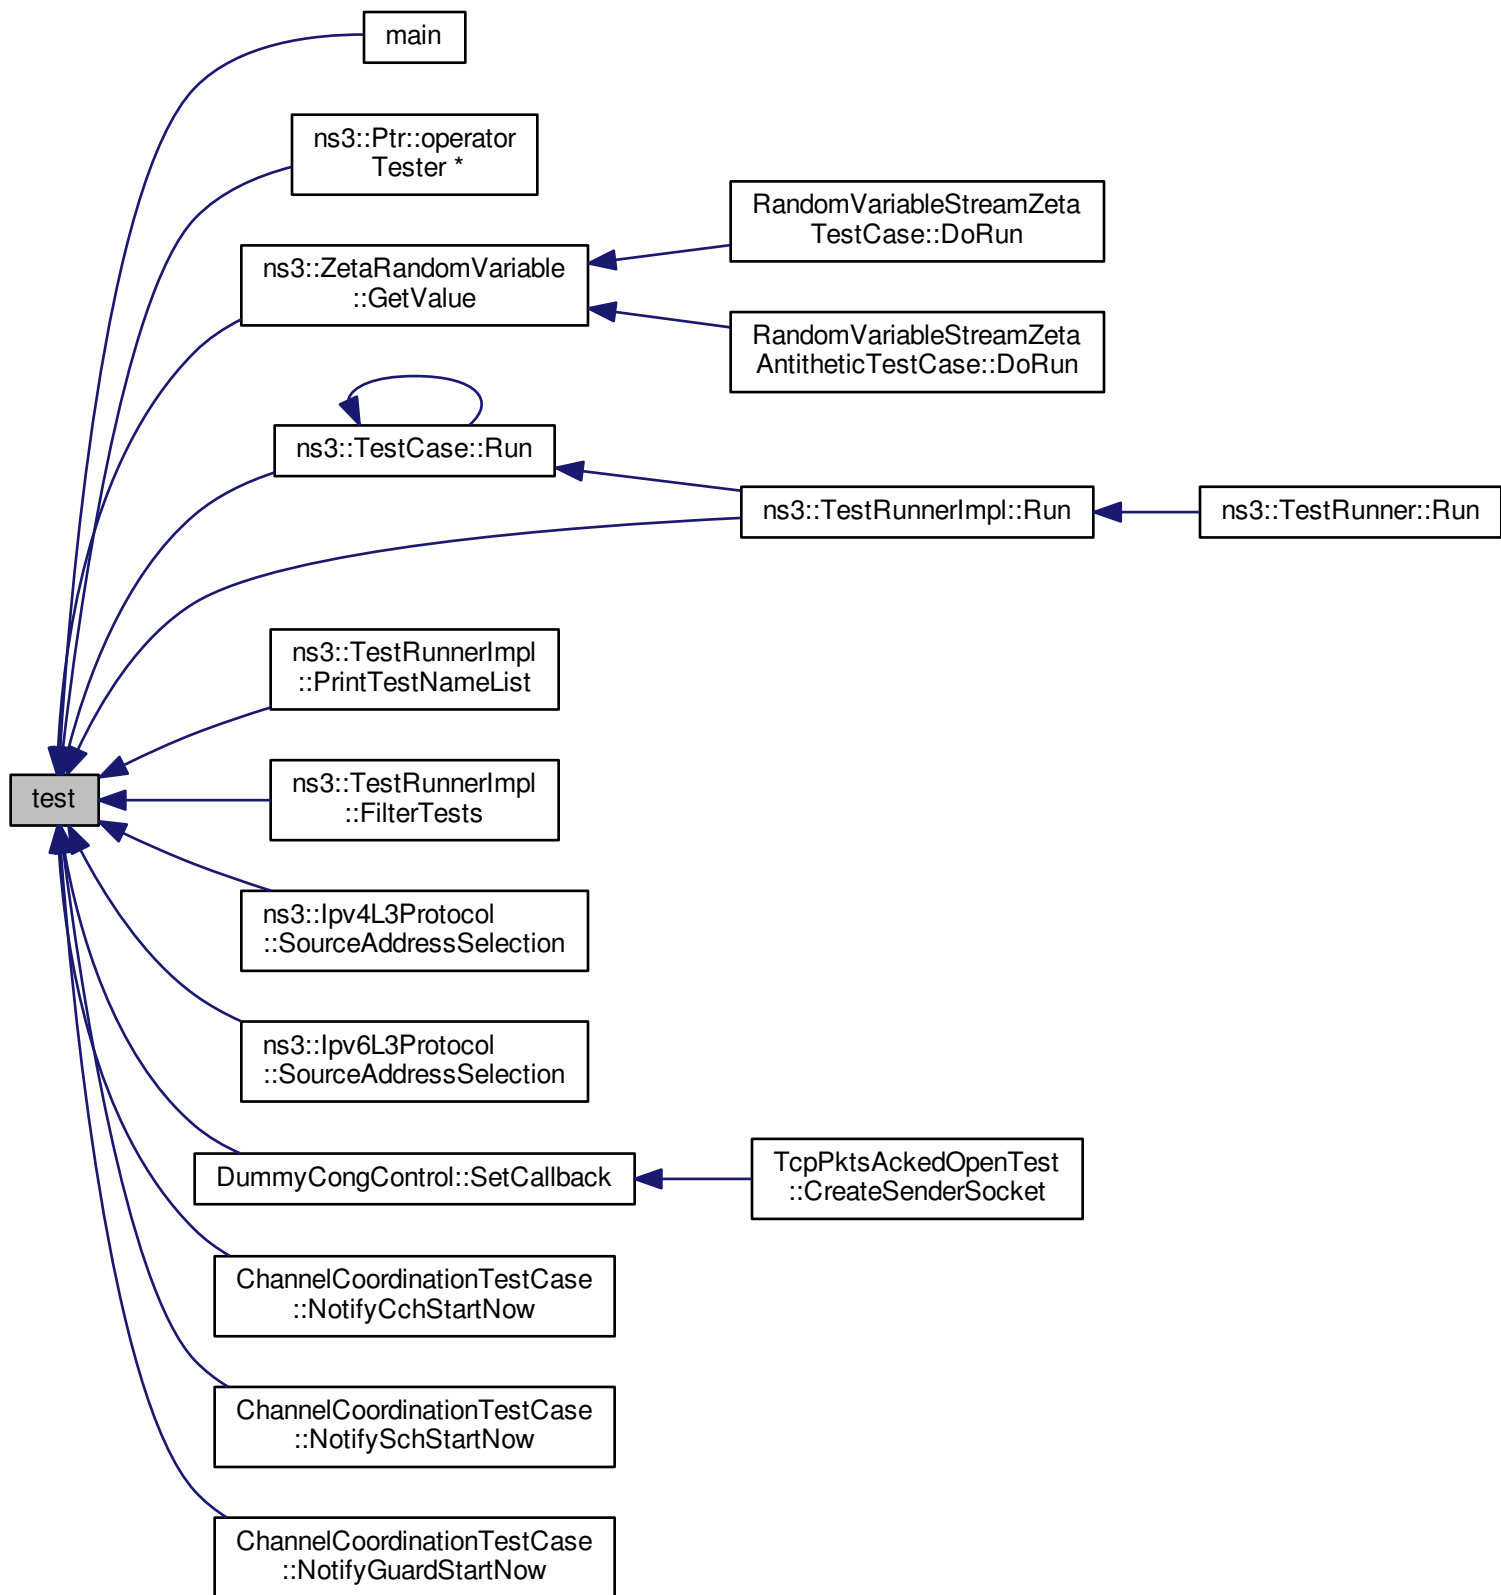 main
ns3::Ptr::operator
Tester *
ns3::ZetaRandomVariable
::GetValue
RandomVariableStreamZeta
TestCase::DoRun
RandomVariableStreamZeta
AntitheticTestCase::DoRun
ns3::TestCase::Run
ns3::TestRunnerImpl::Run
ns3::TestRunner::Run
ns3::TestRunnerImpl
::PrintTestNameList
test
ns3::TestRunnerImpl
::FilterTests
ns3::Ipv4L3Protocol
::SourceAddressSelection
ns3::Ipv6L3Protocol
::SourceAddressSelection
DummyCongControl::SetCallback
TcpPktsAckedOpenTest
::CreateSenderSocket
ChannelCoordinationTestCase
::NotifyCchStartNow
ChannelCoordinationTestCase
::NotifySchStartNow
ChannelCoordinationTestCase
::NotifyGuardStartNow